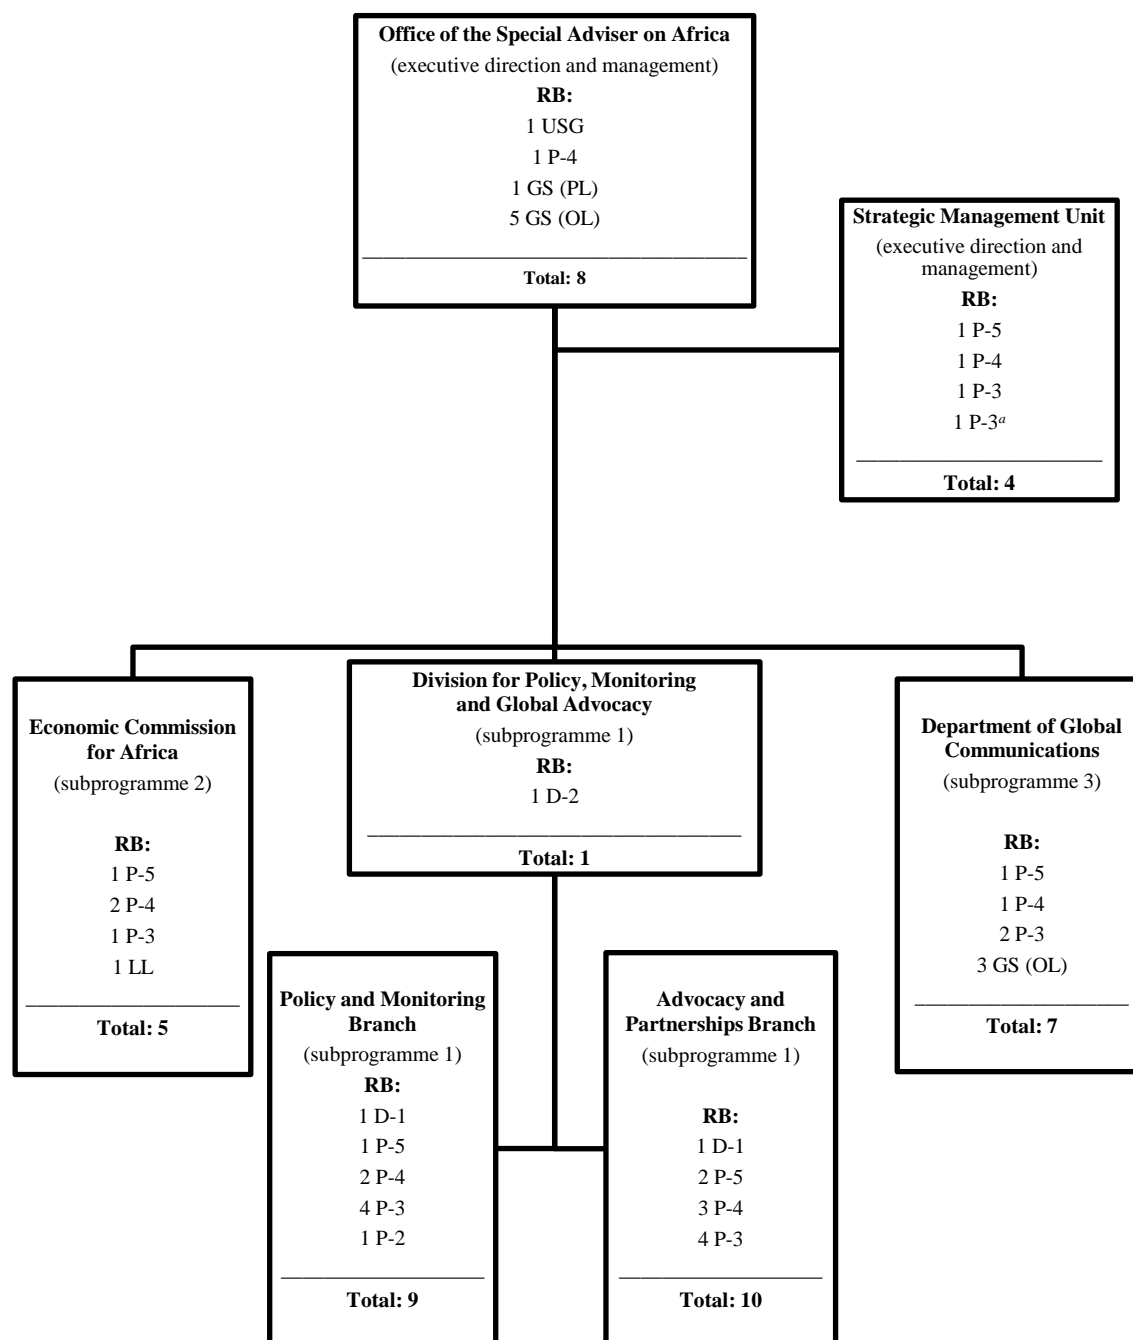 Office of the Special Adviser on Africa
(executive direction and management)
RB:
1 USG
1 P-4
1 GS (PL)
5 GS (OL)
Total: 8
Strategic Management Unit
(executive direction and
management)
RB:
1 P-5
1 P-4
1 P-3
1 P-3a
Total: 4
Economic Commission
for Africa
(subprogramme 2)
RB:
1 P-5
2 P-4
1 P-3
1 LL
Total: 5
Division for Policy, Monitoring
and Global Advocacy
(subprogramme 1)
RB:
1 D-2
Total: 1
Department of Global
Communications
(subprogramme 3)
RB:
1 P-5
1 P-4
2 P-3
3 GS (OL)
Total: 7
Policy and Monitoring
Branch
(subprogramme 1)
RB:
1 D-1
1 P-5
2 P-4
4 P-3
1 P-2
Total: 9
Advocacy and
Partnerships Branch
(subprogramme 1)
RB:
1 D-1
2 P-5
3 P-4
4 P-3
Total: 10